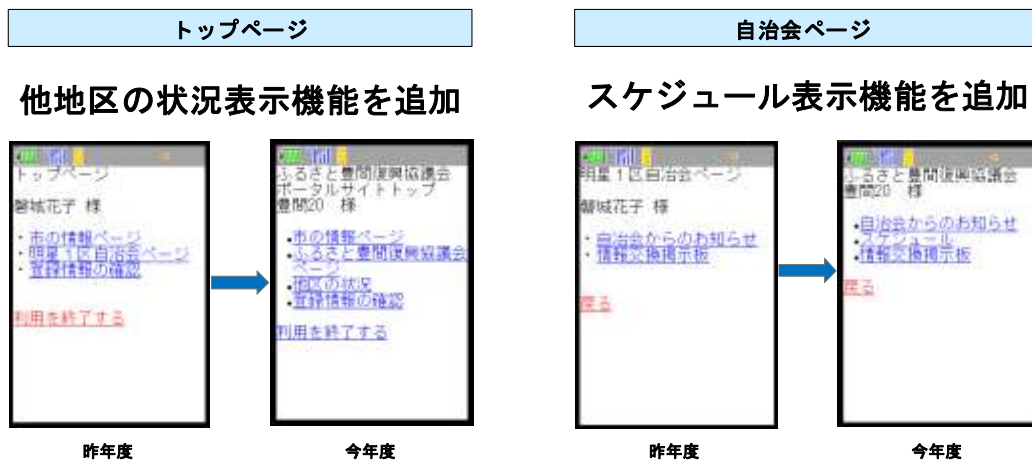 トップページ
他地区の状況表示機能を追加
トップページ
磐城花子 様
・市の情報ページ
・明星1区自治会ページ
・登録情報の確認
利用を終了する
昨年度
ふるさと豊間復興協議会
ポータルサイトトップ
豊間20 様
・市の情報ページ
・ふるさと豊間復興協議会
ページ
・地区の状況
・登録情報の確認
利用を終了する
今年度
自治会ページ
スケジュール表示機能を追加
明星1区自治会ページ
磐城花子 様
・自治会からのお知らせ
・情報交換掲示板
戻る
昨年度
ふるさと豊間復興協議会
豊間20 様
・自治会からのお知らせ
・スケジュール
・情報交換掲示板
戻る
今年度